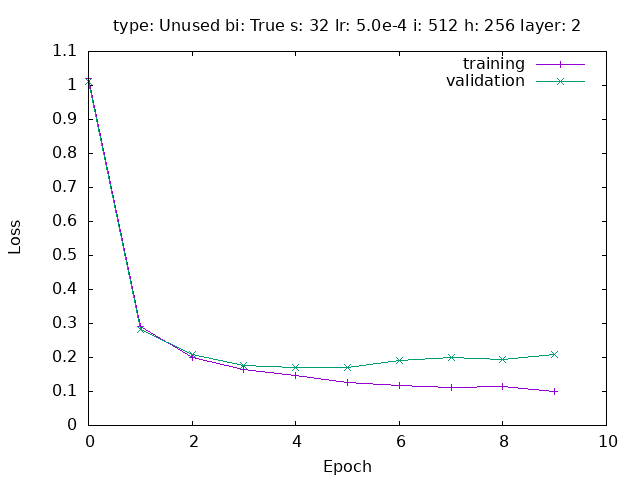 type: Unused bi: True s: 32 lr: 5.0e-4 i: 512 h: 256 layer: 2
training
validation
1.1
1
0.9
0.8
0.7
0.6
0.5
0.4
0.3
0.2
0.1
0
Loss
0 2 4 6 8 10
Epoch